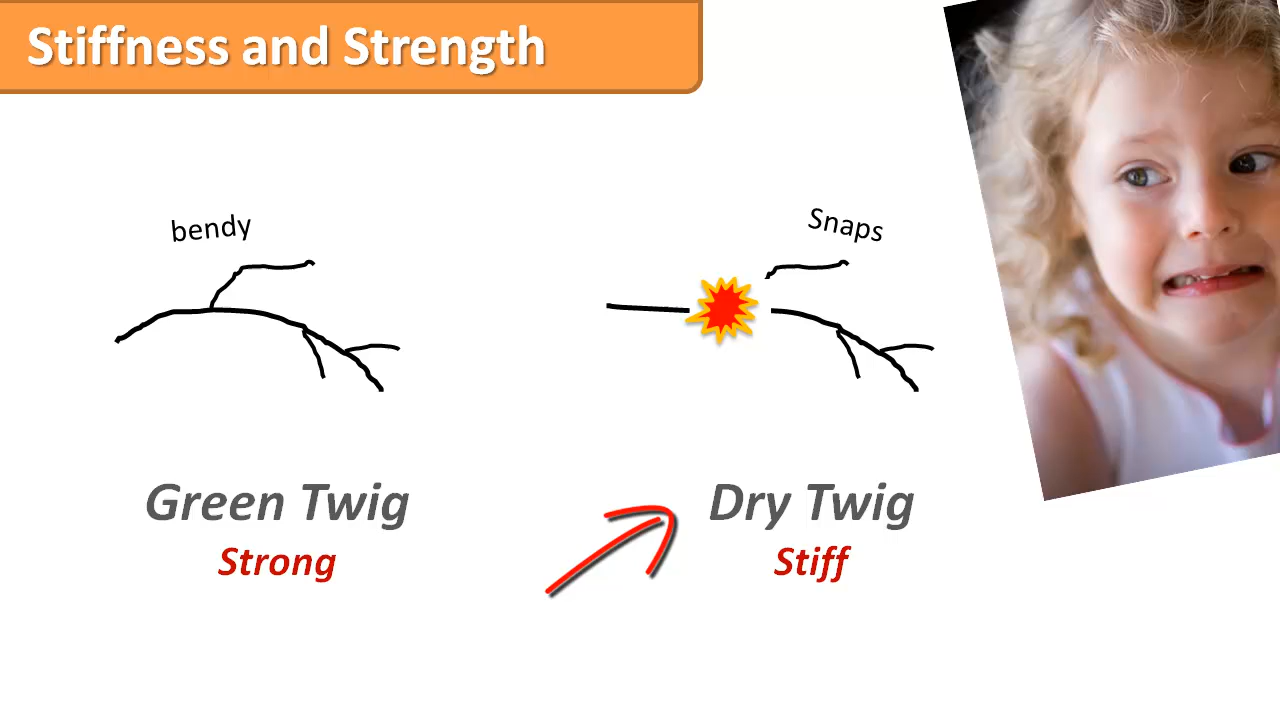 Stiffness and Strength
bendy
Snaps
Green Twig
Strong
Dry Twig
Stiff